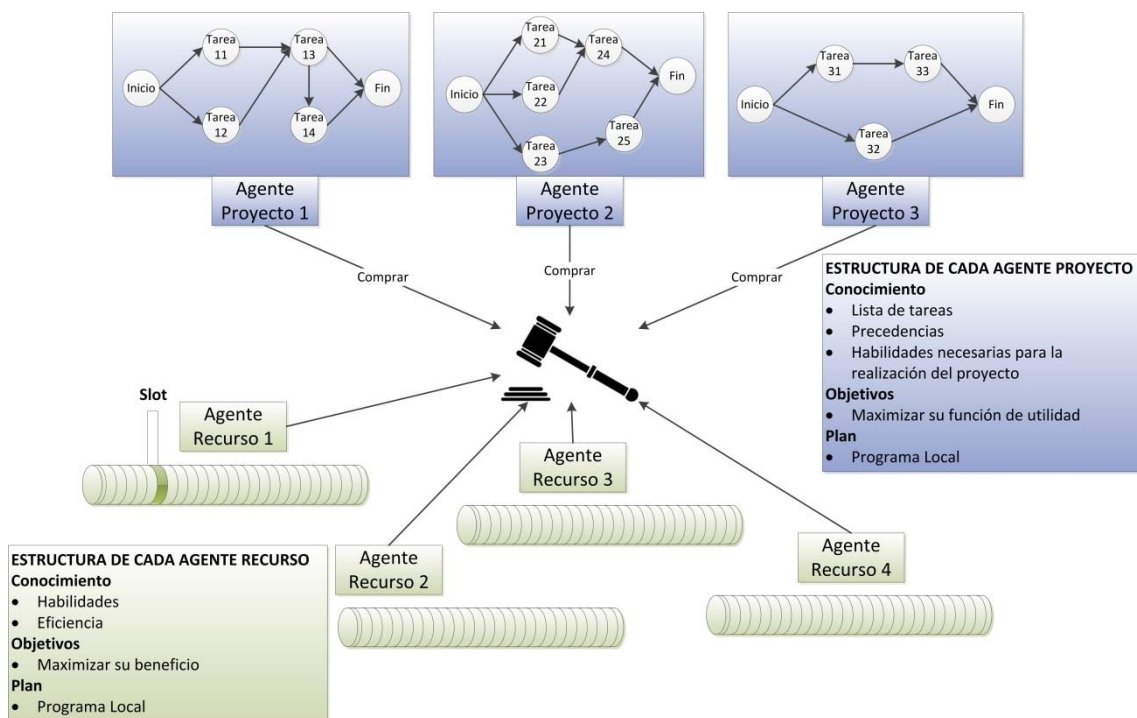 Tarea
11
Tarea
13
Inicio
Fin
Tarea
12
Tarea
14
Agente
Proyecto 1
Tarea
21
Tarea
24
Inicio
Tarea
22
Fin
Tarea
23
Tarea
25
Agente
Proyecto 2
Tarea
31
Tarea
33
Inicio
Fin
Tarea
32
Agente
Proyecto 3
Comprar
Comprar
Comprar
ESTRUCTURA DE CADA AGENTE PROYECTO
Conocimiento
• Lista de tareas
• Precedencias
• Habilidades necesarias para la
realización del proyecto
Objetivos
• Maximizar su función de utilidad
Plan
• Programa Local
Slot
Agente
Recurso 1
Agente
Recurso 3
Agente
Recurso 2
Agente
Recurso 4
ESTRUCTURA DE CADA AGENTE RECURSO
Conocimiento
• Habilidades
• Eficiencia
Objetivos
• Maximizar su beneficio
Plan
• Programa Local